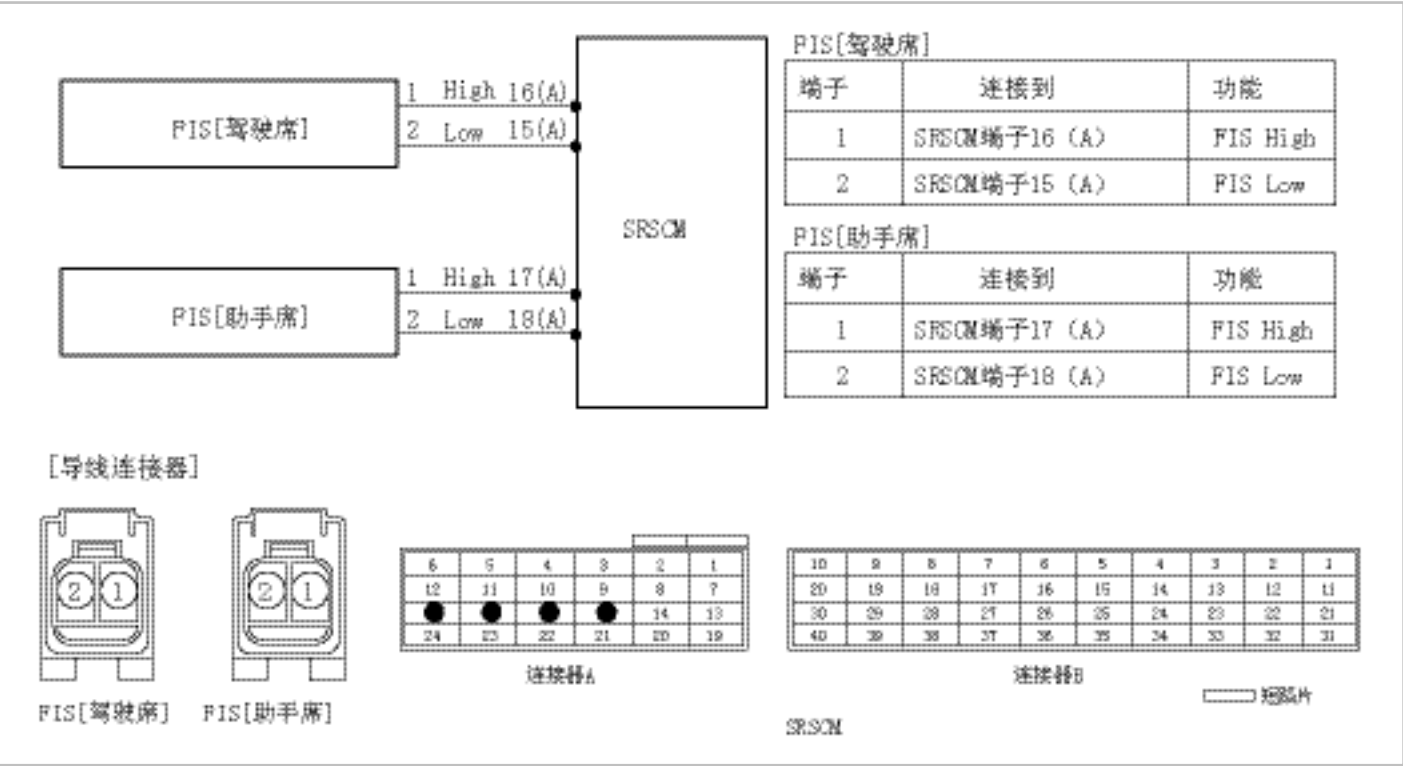 FIS[驾驶席]
1 High 16(A)
2 Low 15(A)
FIS[助手席]
1 High 17(A)
2 Low 18(A)
SRSCM
FIS[驾驶席]
端子 连接到 功能
1 SRSCM端子16 (A) FIS High
2 SRSCM端子15 (A) FIS Low
FIS[助手席]
端子 连接到 功能
1 SRSCM端子17 (A) FIS High
2 SRSCM端子18 (A) FIS Low
[导线连接器]
2 1
FIS[驾驶席]
2 1
FIS[助手席]
6 5 4 3 2 1
12 11 10 9 8 7
14 13
24 23 22 21 20 19
连接器A
10 9 8 7 6 5 4 3 2 1
20 19 18 17 16 15 14 13 12 11
30 29 28 27 26 25 24 23 22 21
40 39 38 37 36 35 34 33 32 31
连接器B
短路片
SRSCM